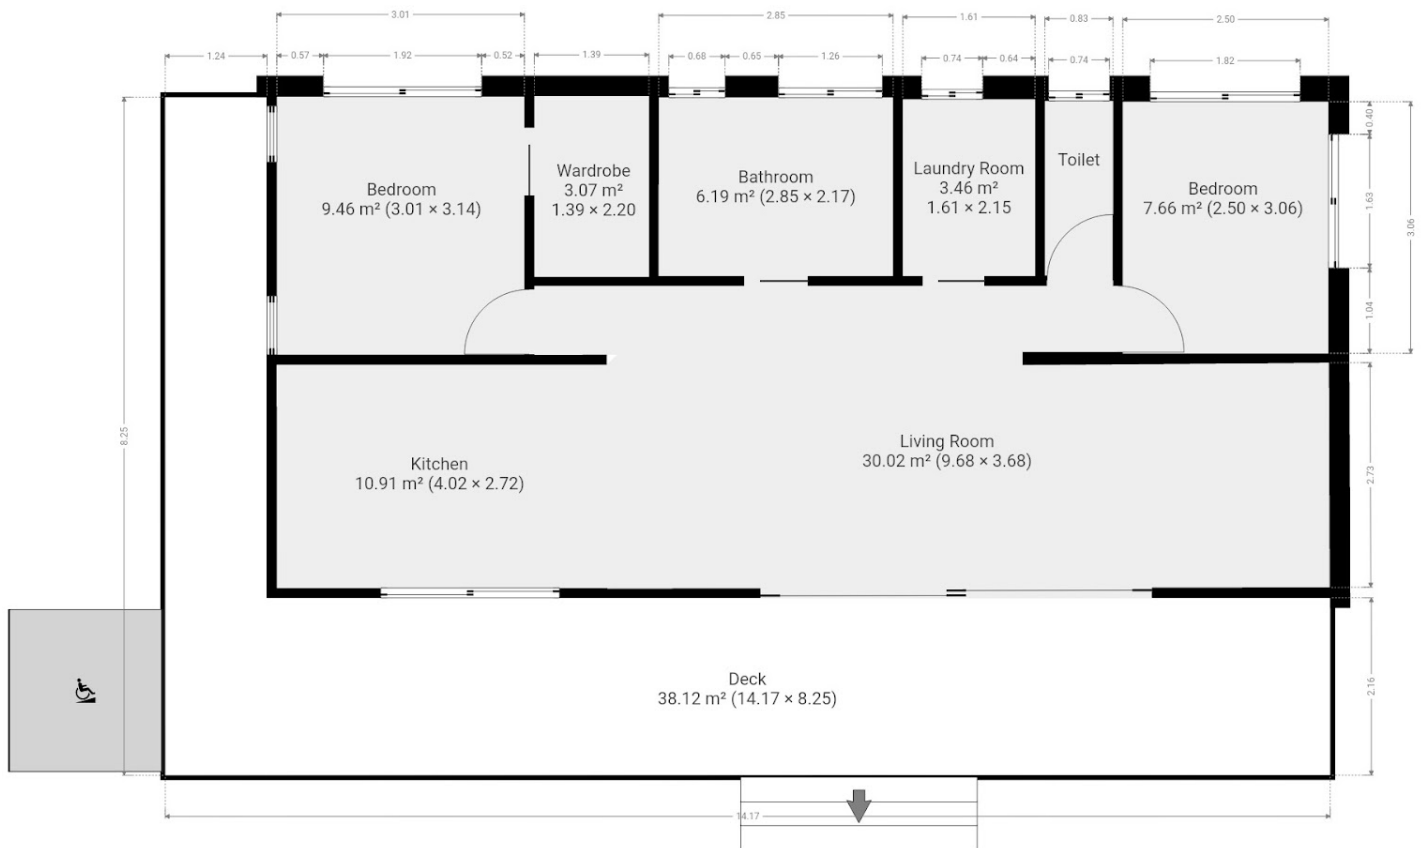 3.01
2.85
1.61
0.83
2.50
1.24
0.57
1.92
0.52
1.39
0.68
0.65
1.26
0.74
0.64
0.74
1.82
0.40
Bedroom
9.46 m² (3.01 × 3.14)
Wardrobe
3.07 m²
1.39 × 2.20
Bathroom
6.19 m² (2.85 × 2.17)
Laundry Room
3.46 m²
1.61 × 2.15
Toilet
Bedroom
7.66 m² (2.50 × 3.06)
1.63
3.06
1.04
8.25
Kitchen
10.91 m² (4.02 × 2.72)
Living Room
30.02 m² (9.68 × 3.68)
2.73
Deck
38.12 m² (14.17 × 8.25)
2.16
14.17